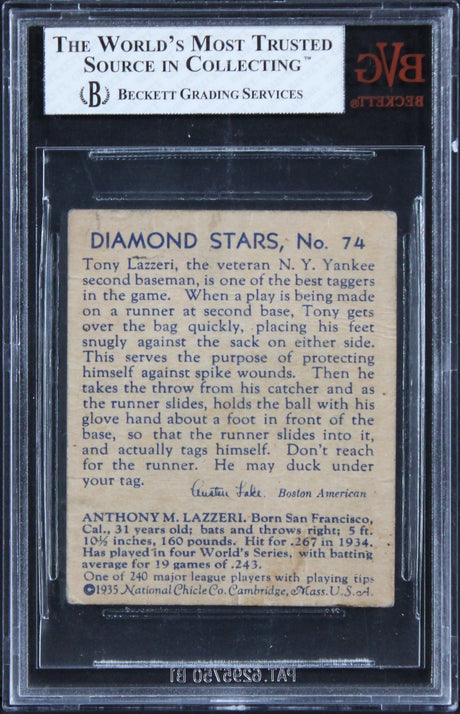 THE WORLD'S MOST TRUSTED
SOURCE IN COLLECTING™
B BECKETT GRADING SERVICES
BVG
BECKETT®
DIAMOND STARS, No. 74
Tony Lazzeri, the veteran N. Y. Yankee
second baseman, is one of the best taggers
in the game. When a play is being made
on a runner at second base, Tony gets
over the bag quickly, placing his feet
snugly against the sack on either side.
This serves the purpose of protecting
himself against spike wounds. Then he
takes the throw from his catcher and as
the runner slides, holds the ball with his
glove hand about a foot in front of the
base, so that the runner slides into it,
and actually tags himself. Don't reach
for the runner. He may duck under
your tag.
Austen Lake. Boston American
ANTHONY M. LAZZERI. Born San Francisco,
Cal., 31 years old; bats and throws right; 5 ft.
10½ inches, 160 pounds. Hit for .267 in 1934.
Has played in four World's Series, with batting
average for 19 games of .243.
One of 240 major league players with playing tips
©1935 National Chicle Co. Cambridge, Mass. U.S.A.
PAT. 6295750 B1